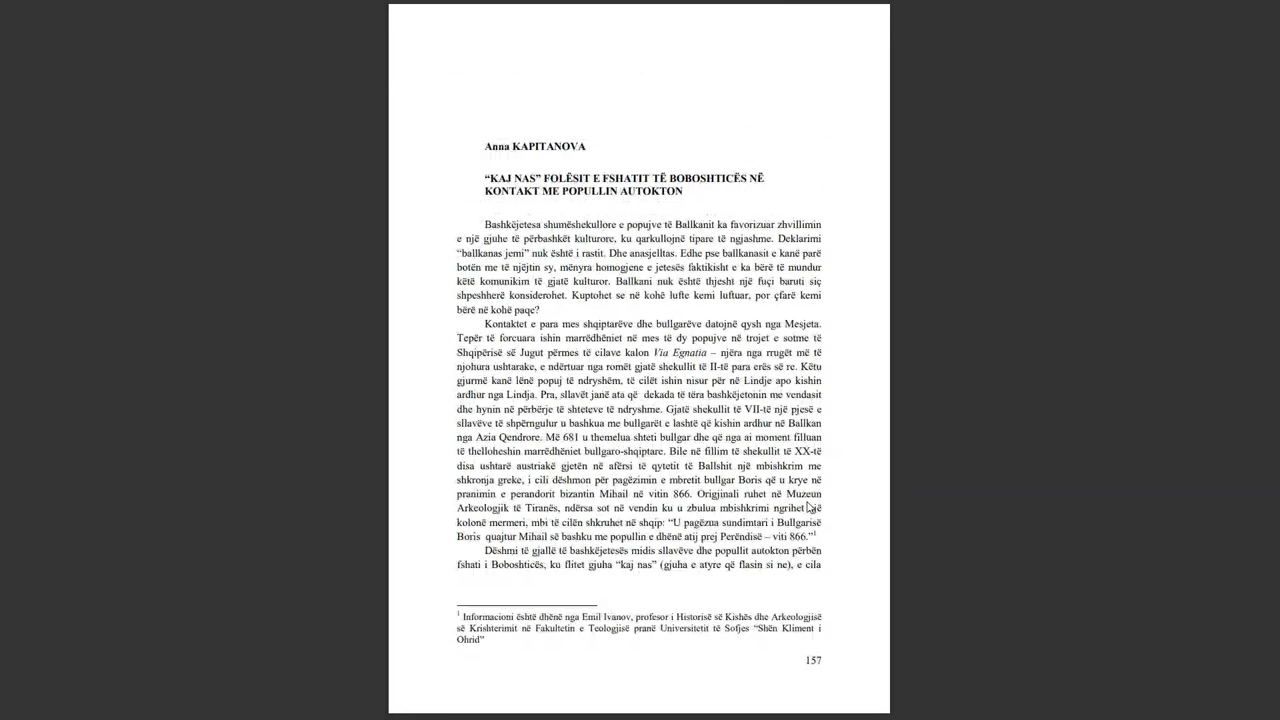 Anna KAPITANOVA
“KAJ NAS” FOLËSIT E FSHATIT TË BOBOSHTICËS NË
KONTAKT ME POPULLIN AUTOKTON
Bashkëjetesa shumëshekullore e popujve të Ballkanit ka favorizuar zhvillimin
e një gjuhe të përbashkët kulturore, ku qarkullojnë tipare të ngjashme. Deklarimi
“ballkanas jemi” nuk është i rastit. Dhe anasjelltas. Edhe pse ballkanasit e kanë parë
botën me të njëjtin sy, mënyra homogjene e jetesës faktikisht e ka bërë të mundur
këtë komunikim të gjatë kulturor. Ballkani nuk është thjesht një fuçi baruti siç
shpeshherë konsiderohet. Kuptohet se në kohë lufte kemi luftuar, por çfarë kemi
bërë në kohë paqe?
Kontaktet e para mes shqiptarëve dhe bullgarëve datojnë qysh nga Mesjeta.
Tepër të forcuara ishin marrëdhëniet në mes të dy popujve në trojet e sotme të
Shqipërisë së Jugut përmes të cilave kalon Via Egnatia – njëra nga rrugët më të
njohura ushtarake, e ndërtuar nga romët gjatë shekullit të II-të para erës së re. Këtu
gjurmë kanë lënë popuj të ndryshëm, të cilët ishin nisur për në Lindje apo kishin
ardhur nga Lindja. Pra, sllavët janë ata që dekada të tëra bashkëjetonin me vendasit
dhe hynin në përbërje të shteteve të ndryshme. Gjatë shekullit të VII-të një pjesë e
sllavëve të shpërngulur u bashkua me bullgarët e lashtë që kishin ardhur në Ballkan
nga Azia Qendrore. Më 681 u themelua shteti bullgar dhe që nga ai moment filluan
të thelloheshin marrëdhëniet bullgaro-shqiptare. Bile në fillim të shekullit të XX-të
disa ushtarë austriakë gjetën në afërsi të qytetit të Ballshit një mbishkrim me
shkronja greke, i cili dëshmon për pagëzimin e mbretit bullgar Boris që u krye në
pranimin e perandorit bizantin Mihail në vitin 866. Origjinali ruhet në Muzeun
Arkeologjik të Tiranës, ndërsa sot në vendin ku u zbulua mbishkrimi ngrihet një
kolonë mermeri, mbi të cilën shkruhet në shqip: “U pagëzua sundimtari i Bullgarisë
Boris quajtur Mihail së bashku me popullin e dhënë atij prej Perëndisë – viti 866.”1
Dëshmi të gjallë të bashkëjetesës midis sllavëve dhe popullit autokton përbën
fshati i Boboshticës, ku flitet gjuha “kaj nas” (gjuha e atyre që flasin si ne), e cila
1 Informacioni është dhënë nga Emil Ivanov, profesor i Historisë së Kishës dhe Arkeologjisë
së Krishterimit në Fakultetin e Teologjisë pranë Universitetit të Sofjes “Shën Kliment i
Ohrid”
157